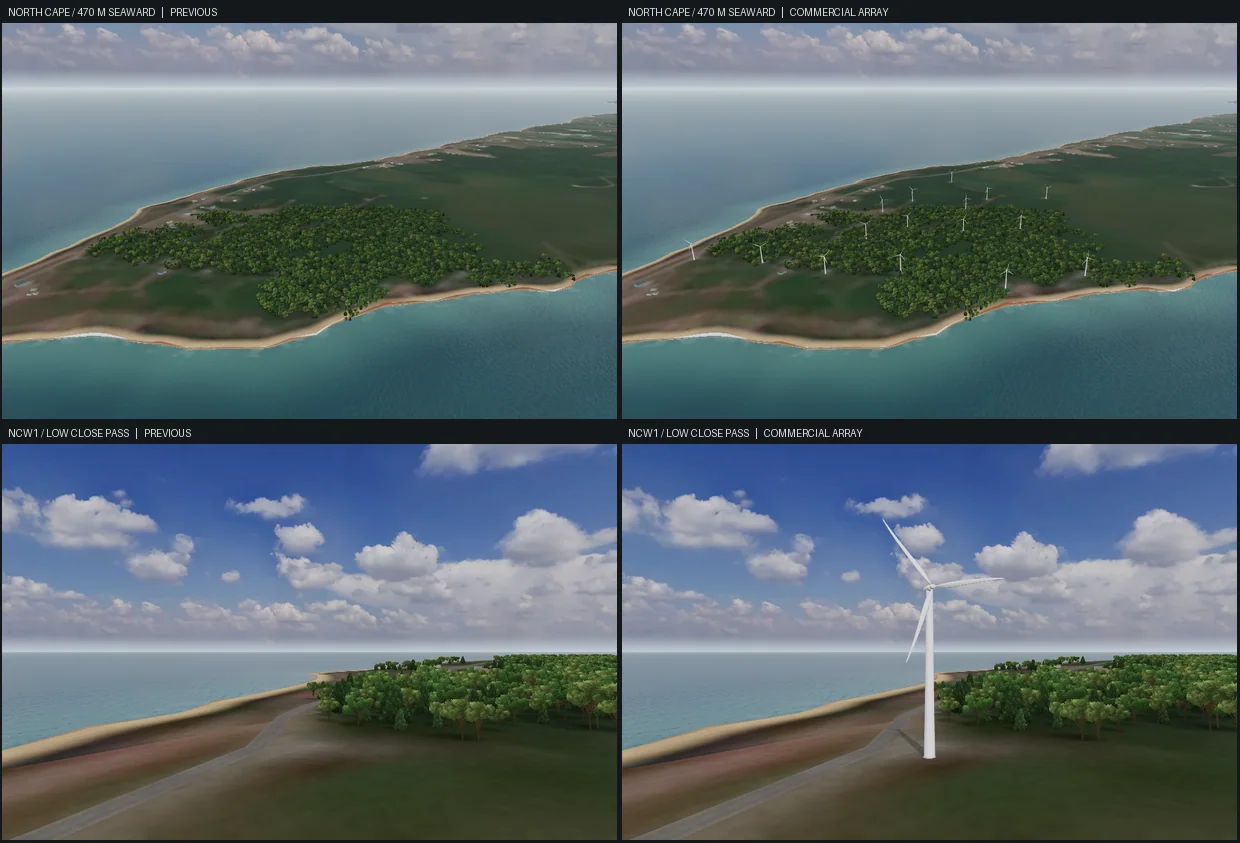 NORTH CAPE / 470 M SEAWARD | PREVIOUS
NORTH CAPE / 470 M SEAWARD | COMMERCIAL ARRAY
NCW1 / LOW CLOSE PASS | PREVIOUS
NCW1 / LOW CLOSE PASS | COMMERCIAL ARRAY